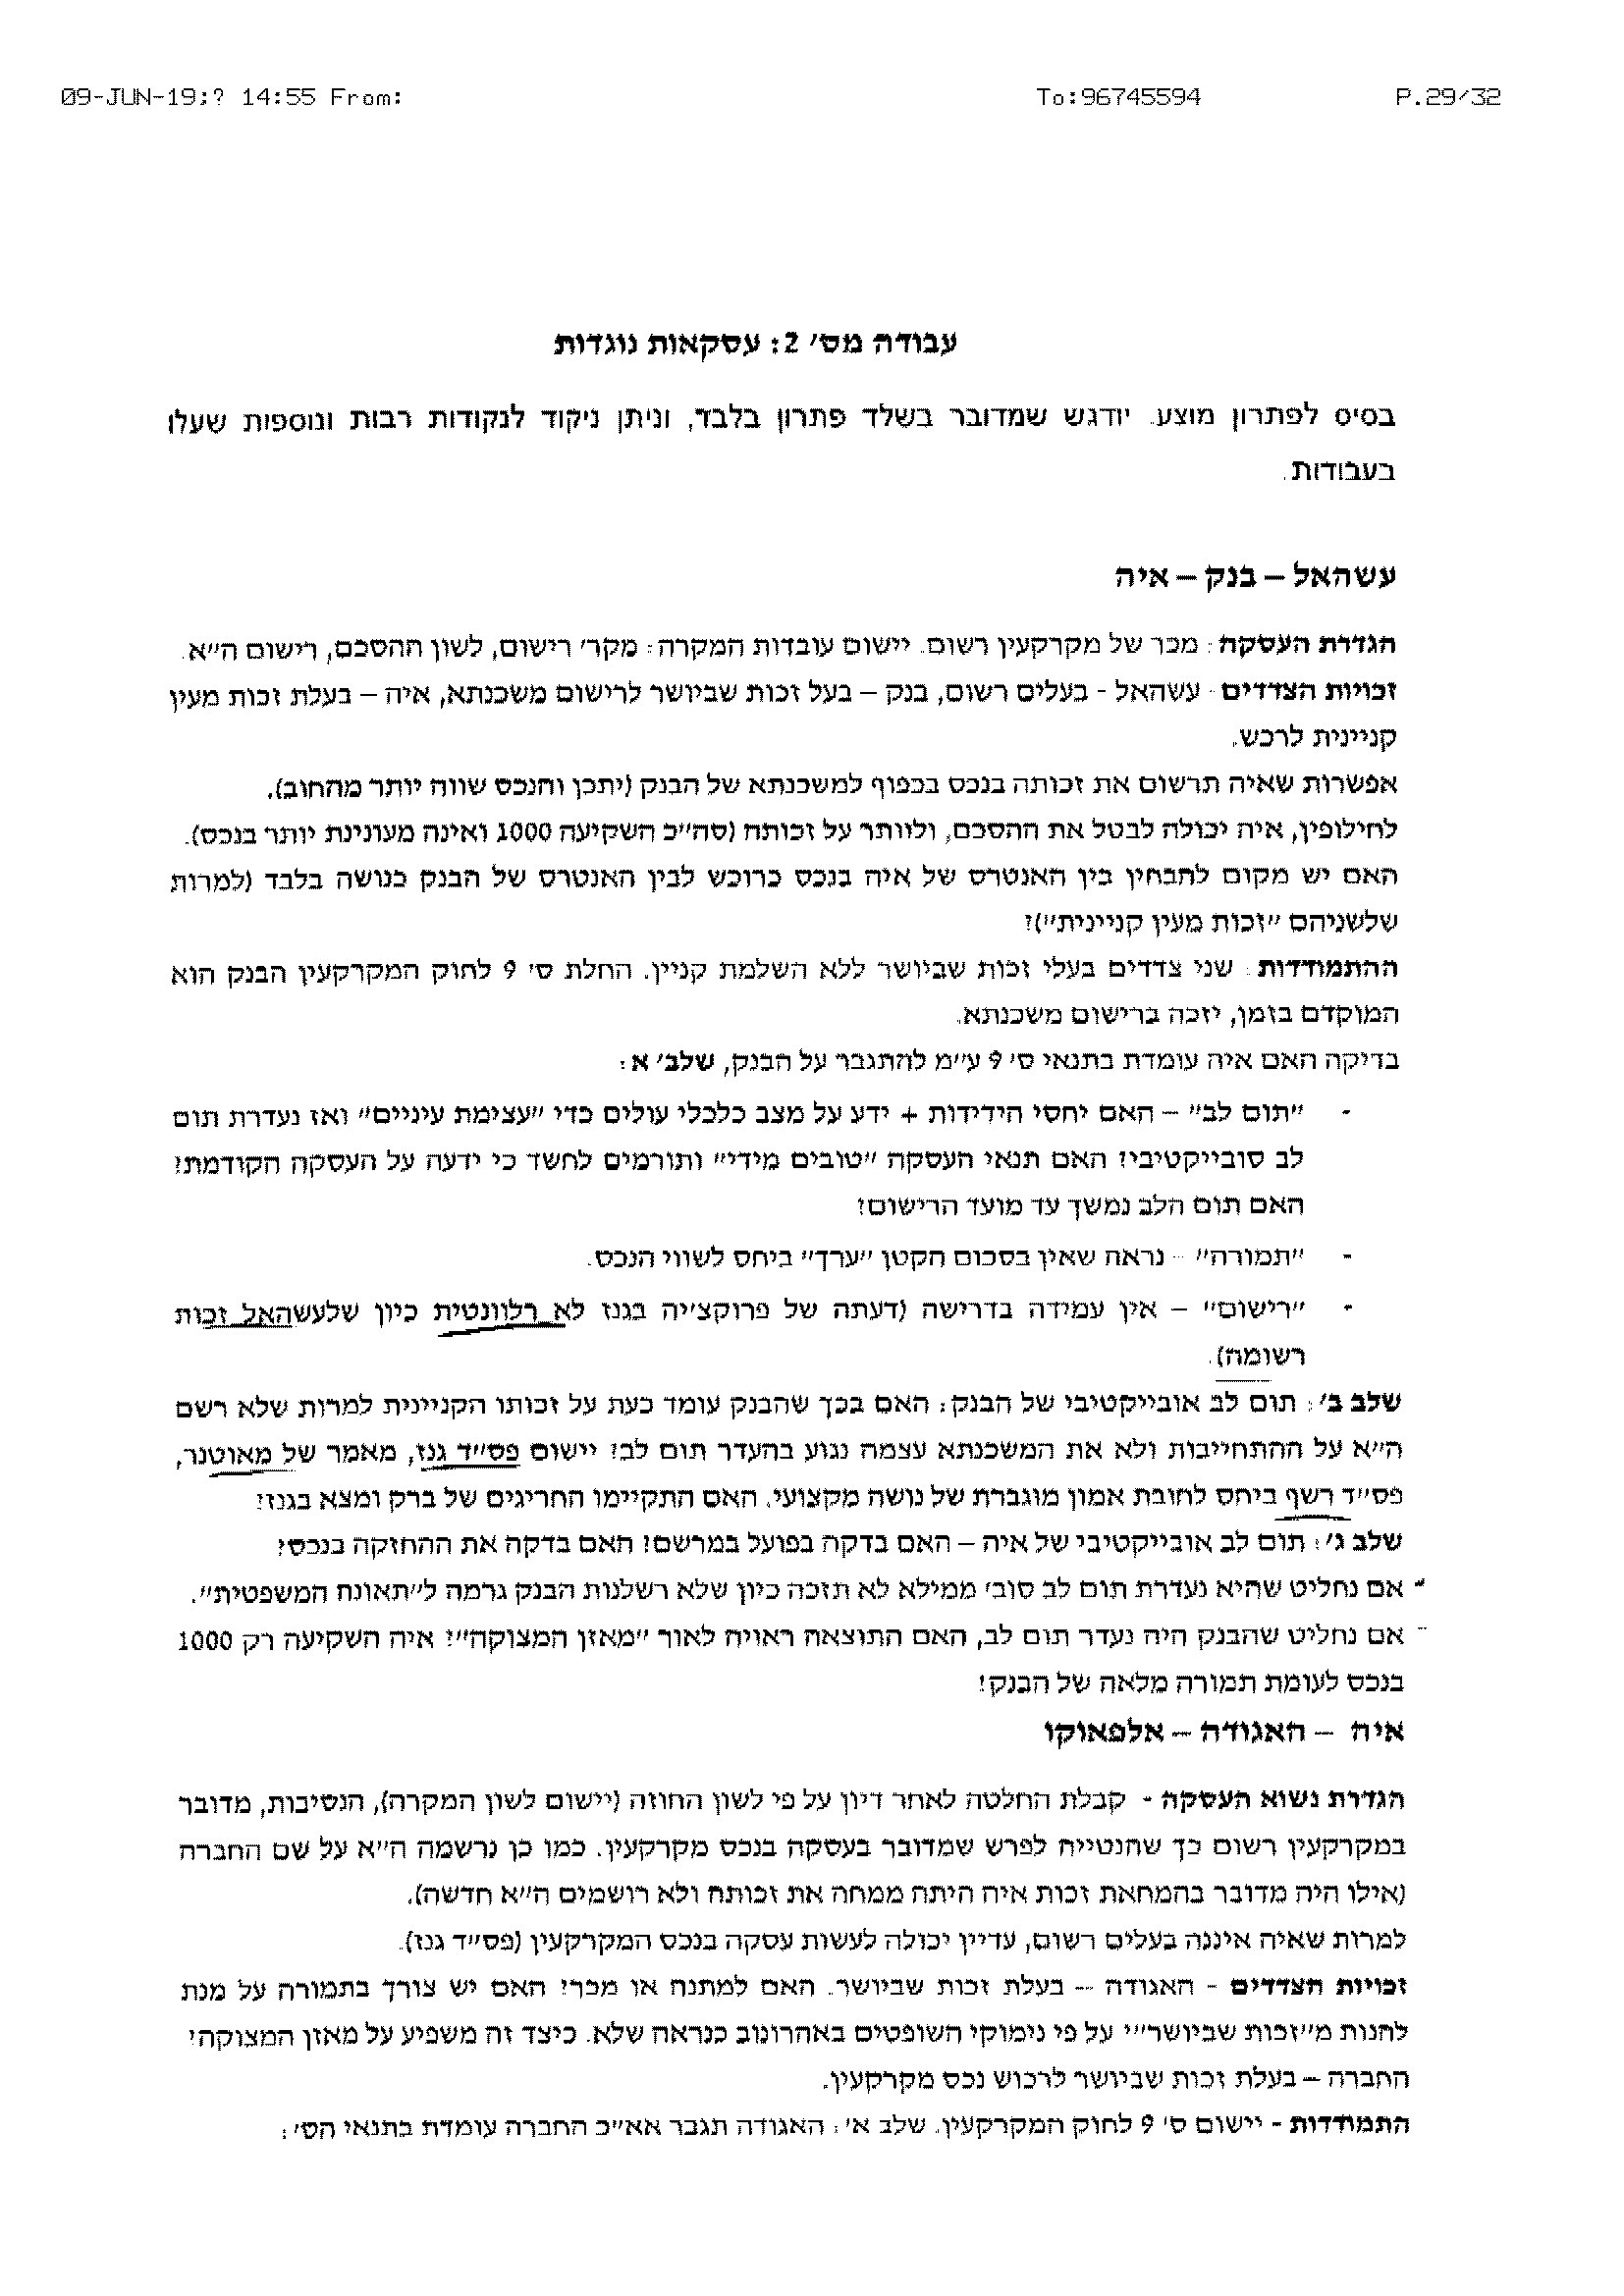 09-JUN-19;? 14:55 From: To:96745594 P.29/32
עבודה מס׳ 2: עסקאות נוגדות
בסיס לפתרון מוצע. יודגש שמדובר בשלד פתרון בלבד, וניתן ניקוד לנקודות רבות ונוספות שעלו
בעבודות.
עשהאל – בנק – איה
הגדרת העסקה: מכר של מקרקעין רשום. יישום עובדות המקרה: מקר׳ רישום, לשון ההסכם, רישום ה״א.
זכויות הצדדים - עשהאל - בעלים רשום, בנק – בעל זכות שביושר לרישום משכנתא, איה – בעלת זכות מעין
קניינית לרכש.
אפשרות שאיה תרשום את זכותה בנכס בכפוף למשכנתא של הבנק (יתכן והנכס שווה יותר מהחוב).
לחילופין, איה יכולה לבטל את ההסכם, ולוותר על זכותה (סה״כ השקיעה 1000 ואינה מעונינת יותר בנכס).
האם יש מקום להבחין בין האנטרס של איה בנכס כרוכש לבין האנטרס של הבנק כנושה בלבד (למרות
שלשניהם ״זכות מעין קניינית״)?
ההתמודדות: שני צדדים בעלי זכות שביושר ללא השלמת קניין. החלת ס׳ 9 לחוק המקרקעין הבנק הוא
המוקדם בזמן, יזכה ברישום משכנתא.
בדיקה האם איה עומדת בתנאי ס׳ 9 ע״מ להתגבר על הבנק, שלב׳ א:
- ״תום לב״ – האם יחסי הידידות + ידע על מצב כלכלי עולים כדי ״עצימת עיניים״ ואז נעדרת תום
לב סובייקטיבי? האם תנאי העסקה ״טובים מידי״ ותורמים לחשד כי ידעה על העסקה הקודמת?
האם תום הלב נמשך עד מועד הרישום?
- ״תמורה״ – נראה שאין בסכום הקטן ״ערך״ ביחס לשווי הנכס.
- ״רישום״ – אין עמידה בדרישה (דעתה של פרוקצ׳יה בגנז לא רלוונטית כיון שלעשהאל זכות
רשומה).
שלב ב׳: תום לב אובייקטיבי של הבנק: האם בכך שהבנק עומד כעת על זכותו הקניינית למרות שלא רשם
ה״א על ההתחייבות ולא את המשכנתא עצמה נגוע בהעדר תום לב? יישום פס״ד גנז, מאמר של מאוטנר,
פס״ד רשף ביחס לחובת אמון מוגברת של נושה מקצועי. האם התקיימו החריגים של ברק ומצא בגנז?
שלב ג׳: תום לב אובייקטיבי של איה – האם בדקה בפועל במרשם? האם בדקה את ההחזקה בנכס?
- אם נחליט שהיא נעדרת תום לב סוב׳ ממילא לא תזכה כיון שלא רשלנות הבנק גרמה ל״תאונה המשפטית״.
- אם נחליט שהבנק היה נעדר תום לב, האם התוצאה ראויה לאור ״מאזן המצוקה״? איה השקיעה רק 1000
בנכס לעומת תמורה מלאה של הבנק!
איה – האגודה – אלפאוקו
הגדרת נשוא העסקה - קבלת החלטה לאחר דיון על פי לשון החוזה (יישום לשון המקרה), הנסיבות, מדובר
במקרקעין רשום כך שהנטייה לפרש שמדובר בעסקה בנכס מקרקעין. כמו כן נרשמה ה״א על שם החברה
(אילו היה מדובר בהמחאת זכות איה היתה ממחה את זכותה ולא רושמים ה״א חדשה).
למרות שאיה איננה בעלים רשום, עדיין יכולה לעשות עסקה בנכס המקרקעין (פס״ד גנז).
זכויות הצדדים - האגודה -- בעלת זכות שביושר. האם למתנה או מכר? האם יש צורך בתמורה על מנת
להנות מ״זכות שביושר״י על פי נימוקי השופטים באהרונוב כנראה שלא. כיצד זה משפיע על מאזן המצוקה?
החברה – בעלת זכות שביושר לרכוש נכס מקרקעין.
התמודדות - יישום ס׳ 9 לחוק המקרקעין. שלב א׳: האגודה תגבר אא״כ החברה עומדת בתנאי הס׳: